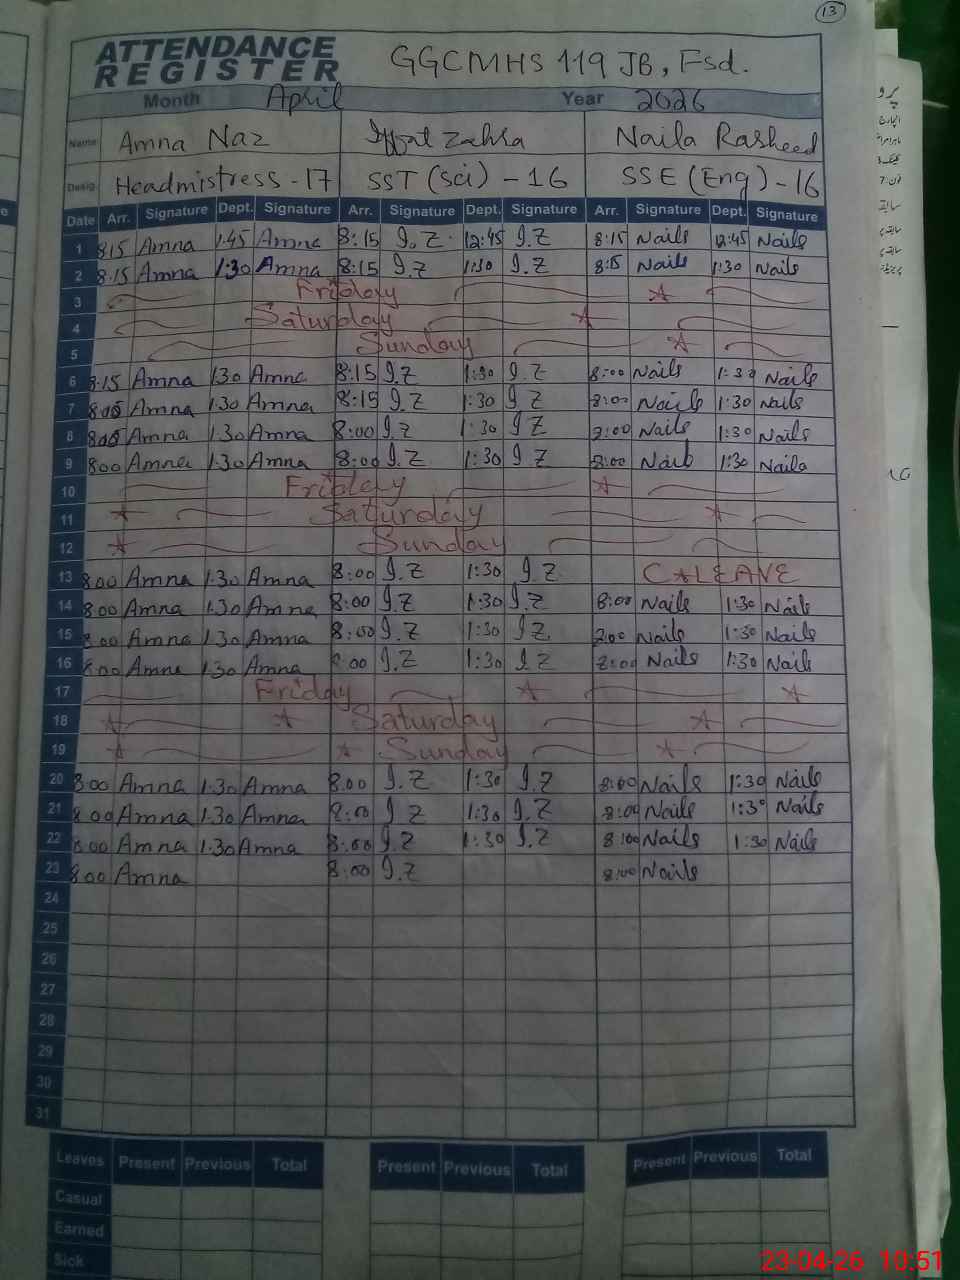 13
ATTENDANCE REGISTER GGCMHS 119 JB, Fsd.
Month April Year 2026
Name Amna Naz Iffat Zahra Naila Rasheed
Desig. Headmistress - 17 SST (Sci) - 16 SSE (Eng) - 16
Date Arr. Signature Dept. Signature Arr. Signature Dept. Signature Arr. Signature Dept. Signature
1 8:15 Amna 1:45 Amna 8:15 I.Z 12:45 I.Z 8:15 Naila 12:45 Naila
2 8:15 Amna 1:30 Amna 8:15 I.Z 1:30 I.Z 8:15 Naila 1:30 Naila
3 Friday
4 Saturday
5 Sunday
6 8:15 Amna 1:30 Amna 8:15 I.Z 1:30 I.Z 8:00 Naila 1:30 Naila
7 Amna 1:30 Amna 8:15 I.Z 1:30 I.Z 8:00 Naila 1:30 Naila
8 Amna 1:30 Amna 8:00 I.Z 1:30 I.Z 8:00 Naila 1:30 Naila
9 800 Amna 1:30 Amna 8:00 I.Z 1:30 I.Z 8:00 Naila 1:30 Naila
10 Friday
11 Saturday
12 Sunday
13 8:00 Amna 1:30 Amna 8:00 I.Z 1:30 I.Z C*LEAVE
14 8:00 Amna 1:30 Amna 8:00 I.Z 1:30 I.Z 8:00 Naila 1:30 Naila
15 8:00 Amna 1:30 Amna 8:00 I.Z 1:30 I.Z 8:00 Naila 1:30 Naila
16 8:00 Amna 1:30 Amna 8:00 I.Z 1:30 I.Z 8:00 Naila 1:30 Naila
17 Friday
18 Saturday
19 Sunday
20 8:00 Amna 1:30 Amna 8:00 I.Z 1:30 I.Z 8:00 Naila 1:30 Naila
21 8:00 Amna 1:30 Amna 8:00 I.Z 1:30 I.Z 8:00 Naila 1:30 Naila
22 8:00 Amna 1:30 Amna 8:00 I.Z 1:30 I.Z 8:00 Naila 1:30 Naila
23 8:00 Amna 8:00 I.Z 8:00 Naila
24
25
26
27
28
29
30
31
Leaves Present Previous Total Present Previous Total Present Previous Total
Casual
Earned
Sick
23-04-26 10:51